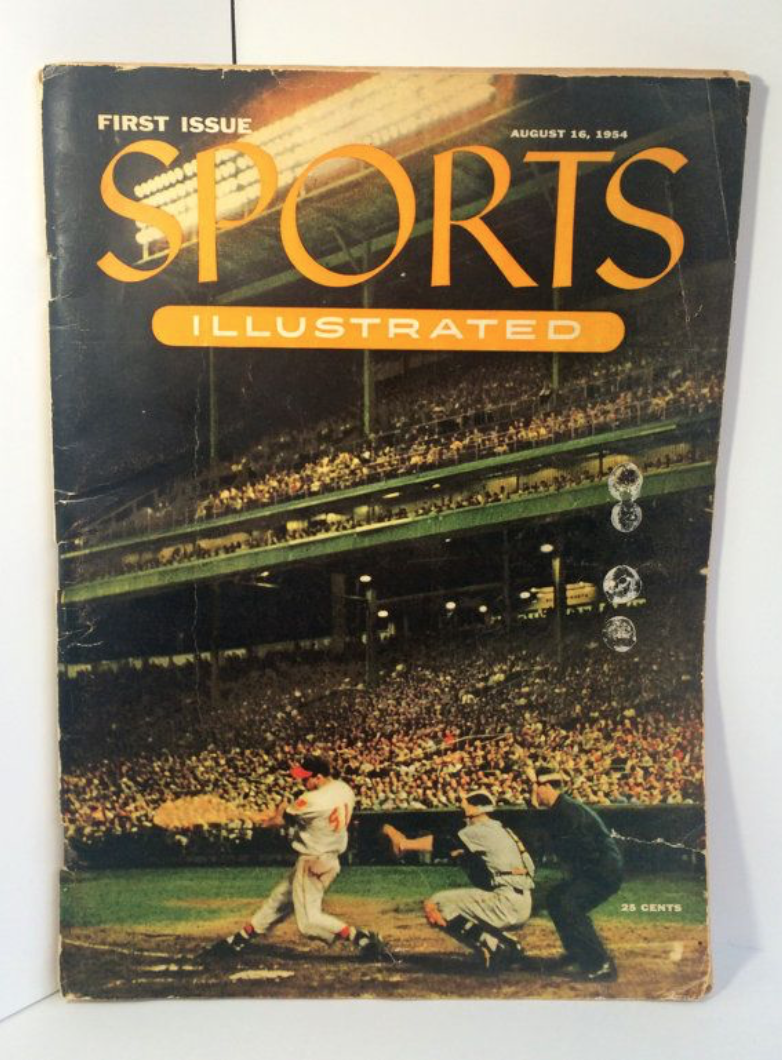 FIRST ISSUE
AUGUST 16, 1954
SPORTS
ILLUSTRATED
25 CENTS